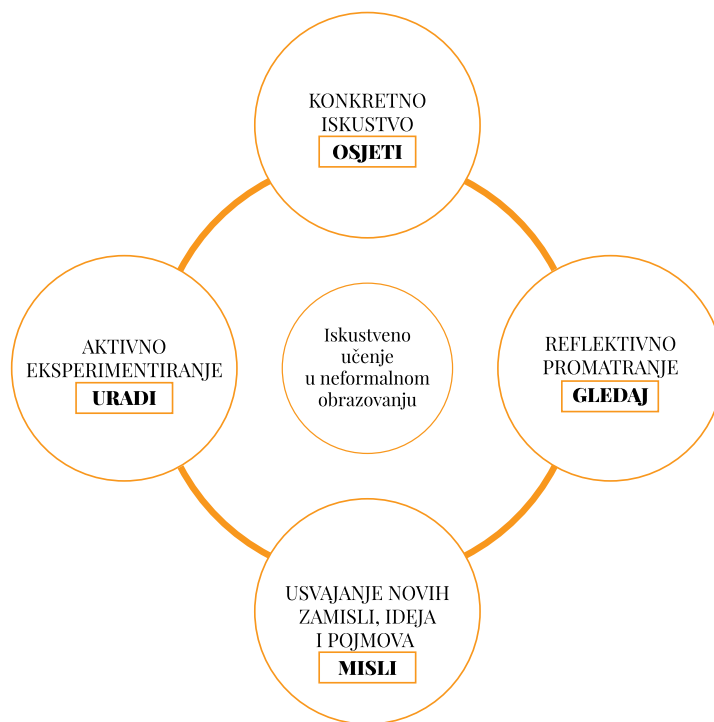 KONKRETNO
ISKUSTVO
OSJETI
AKTIVNO
EKSPERIMENTIRANJE
URADI
Iskustveno
učenje
u neformalnom
obrazovanju
REFLEKTIVNO
PROMATRANJE
GLEDAJ
USVAJANJE NOVIH
ZAMISLI, IDEJA
I POJMOVA
MISLI